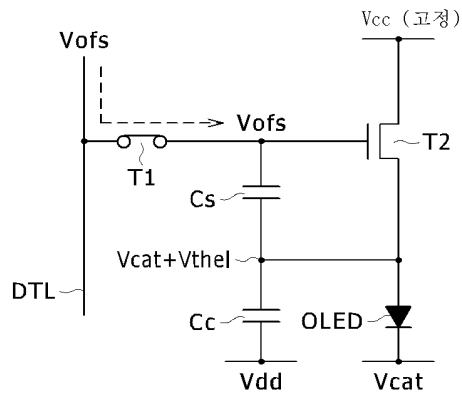 Vcc (고정)
Vofs
Vofs
T1
T2
Cs
Vcat+Vthel
DTL
Cc
OLED
Vdd
Vcat